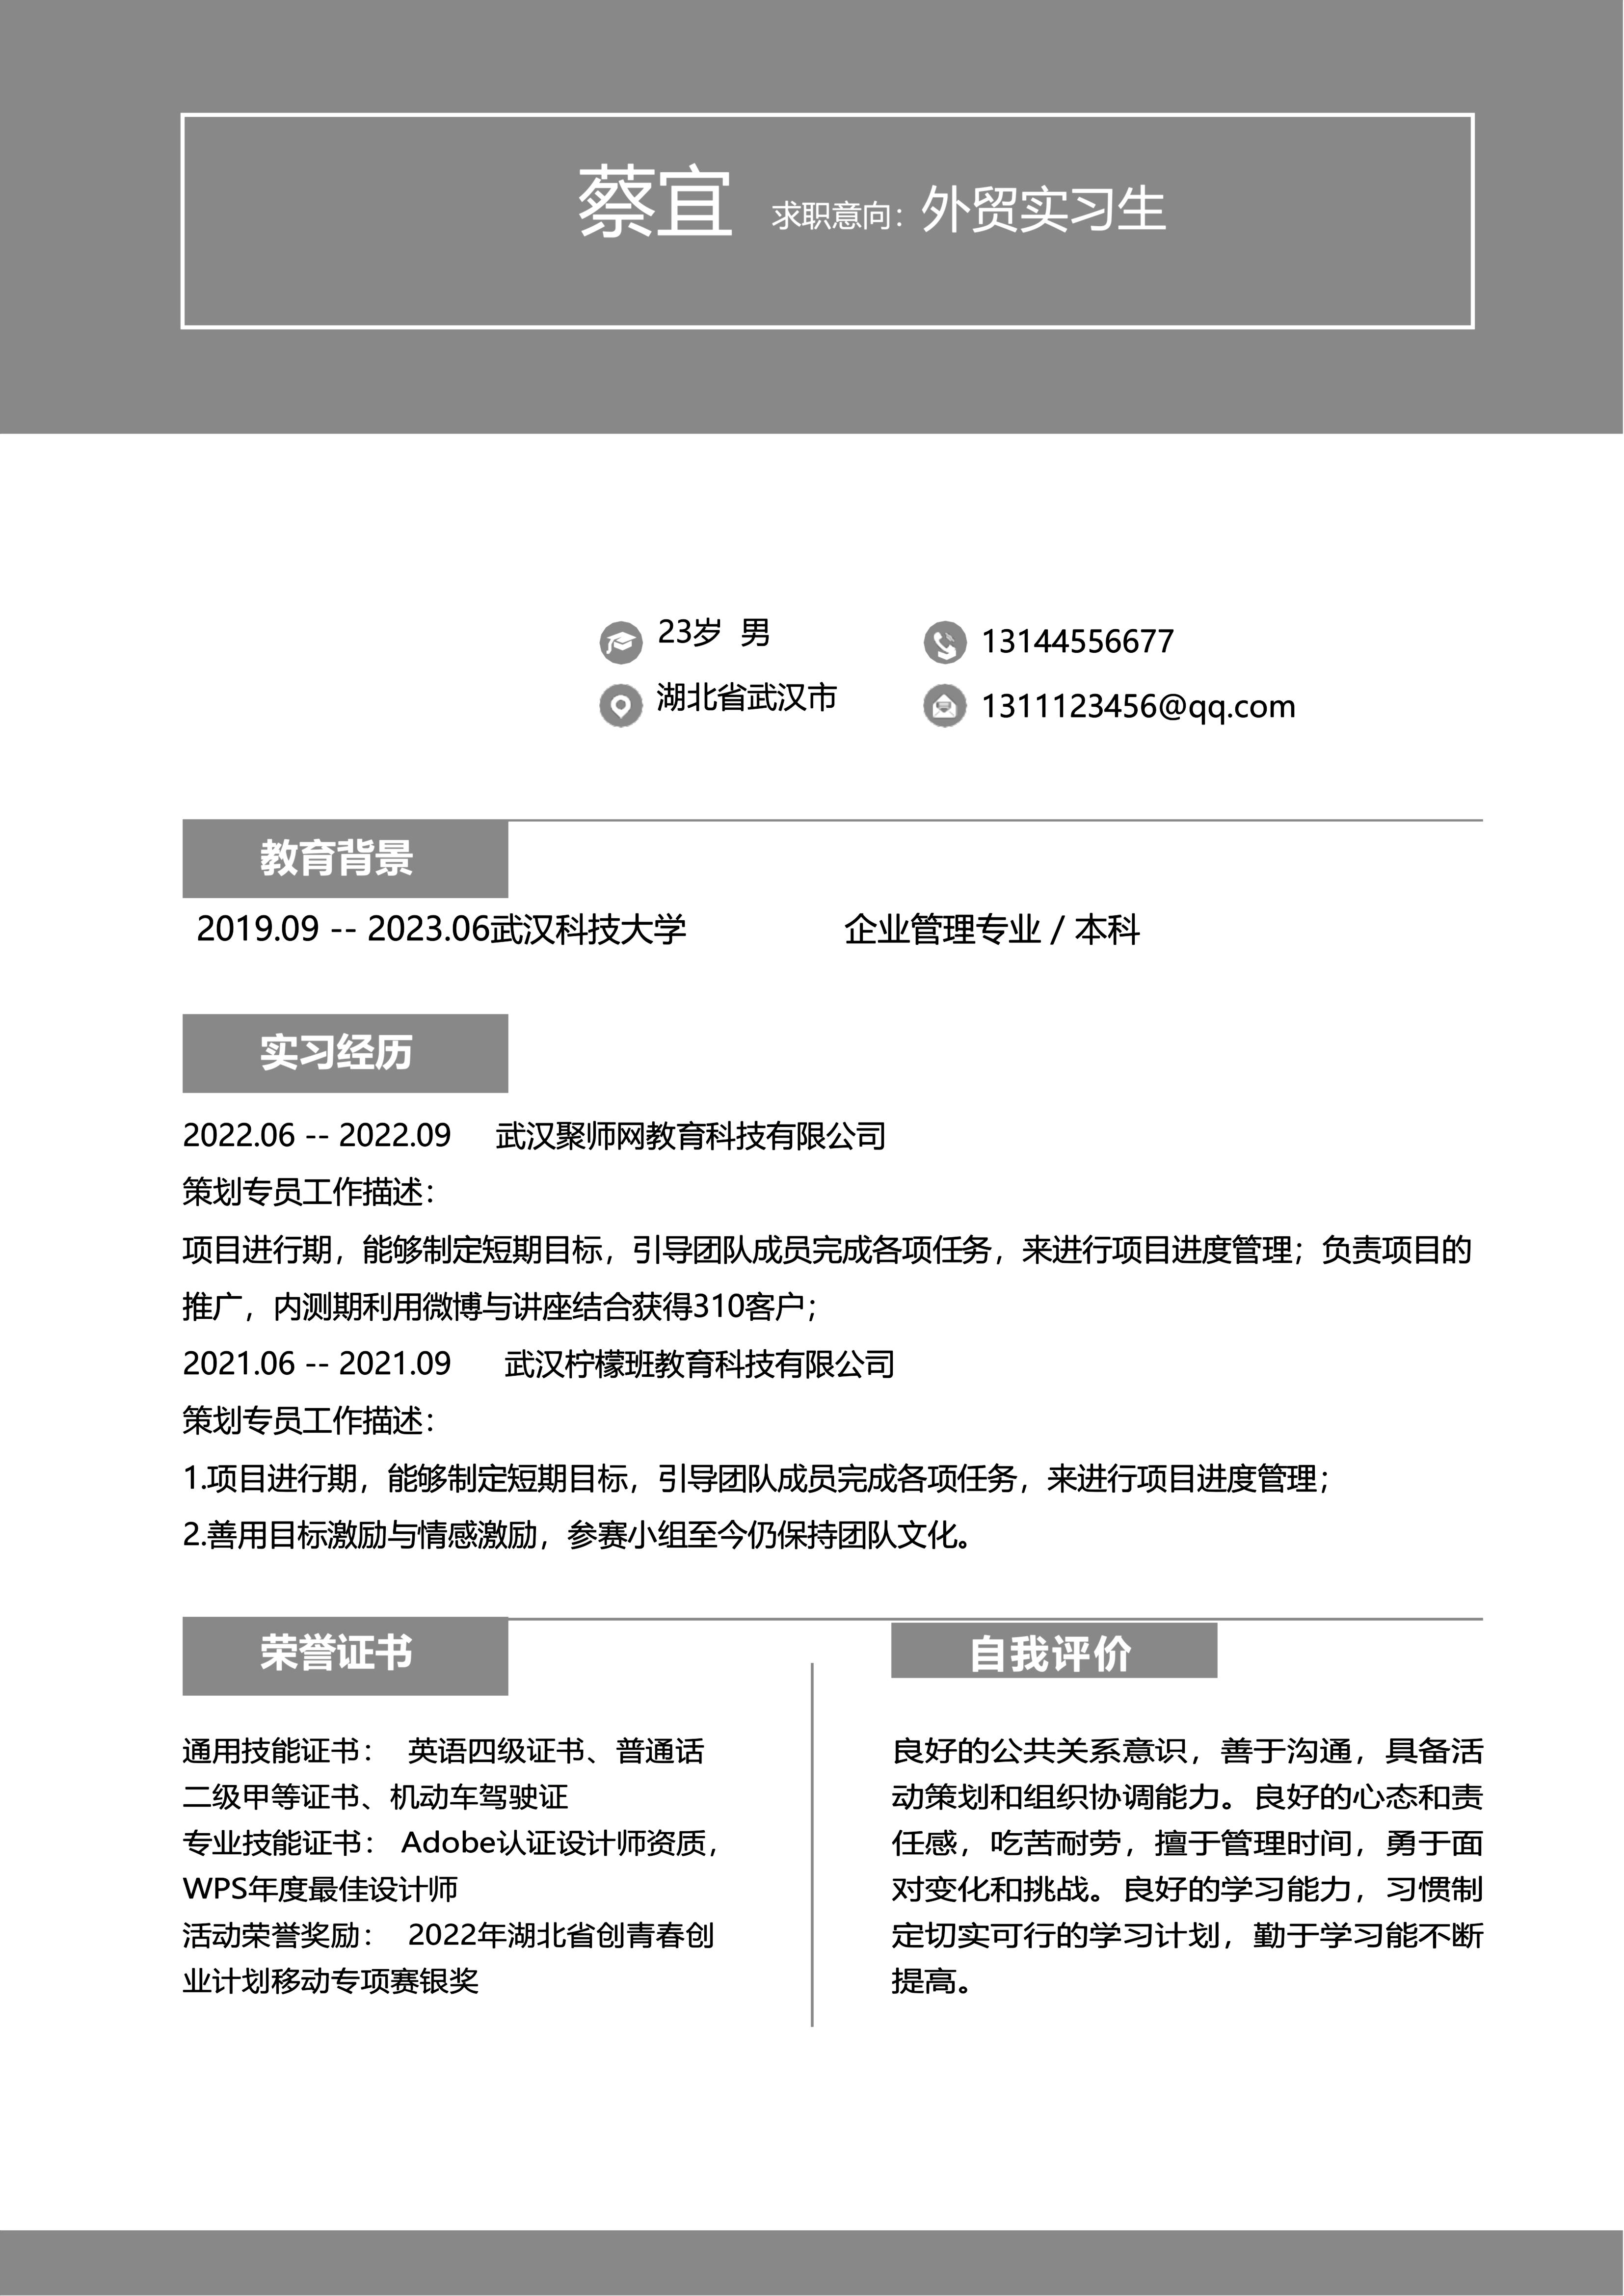 蔡宜 求职意向：外贸实习生
23岁 男
13144556677
湖北省武汉市
1311123456@qq.com
教育背景
2019.09 -- 2023.06武汉科技大学 企业管理专业 / 本科
实习经历
2022.06 -- 2022.09 武汉聚师网教育科技有限公司
策划专员工作描述：
项目进行期，能够制定短期目标，引导团队成员完成各项任务，来进行项目进度管理；负责项目的
推广，内测期利用微博与讲座结合获得310客户；
2021.06 -- 2021.09 武汉柠檬班教育科技有限公司
策划专员工作描述：
1.项目进行期，能够制定短期目标，引导团队成员完成各项任务，来进行项目进度管理；
2.善用目标激励与情感激励，参赛小组至今仍保持团队文化。
荣誉证书
通用技能证书： 英语四级证书、普通话
二级甲等证书、机动车驾驶证
专业技能证书： Adobe认证设计师资质，
WPS年度最佳设计师
活动荣誉奖励： 2022年湖北省创青春创
业计划移动专项赛银奖
自我评价
良好的公共关系意识，善于沟通，具备活
动策划和组织协调能力。良好的心态和责
任感，吃苦耐劳，擅于管理时间，勇于面
对变化和挑战。良好的学习能力，习惯制
定切实可行的学习计划，勤于学习能不断
提高。